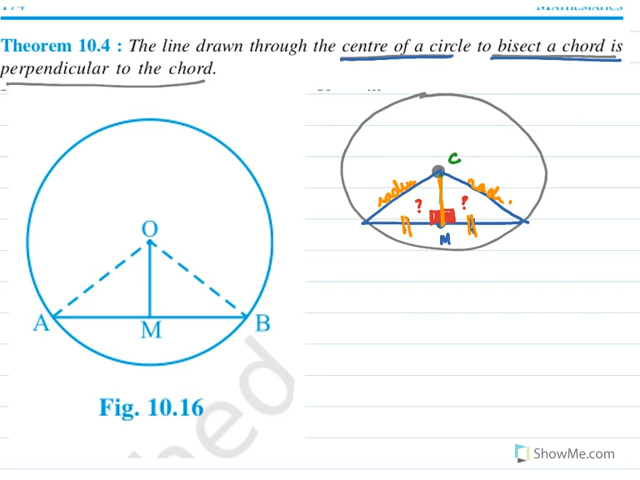 Theorem 10.4 : The line drawn through the centre of a circle to bisect a chord is
perpendicular to the chord.
O
A
M
B
Fig. 10.16
C
radius
? ?
M
ShowMe.com